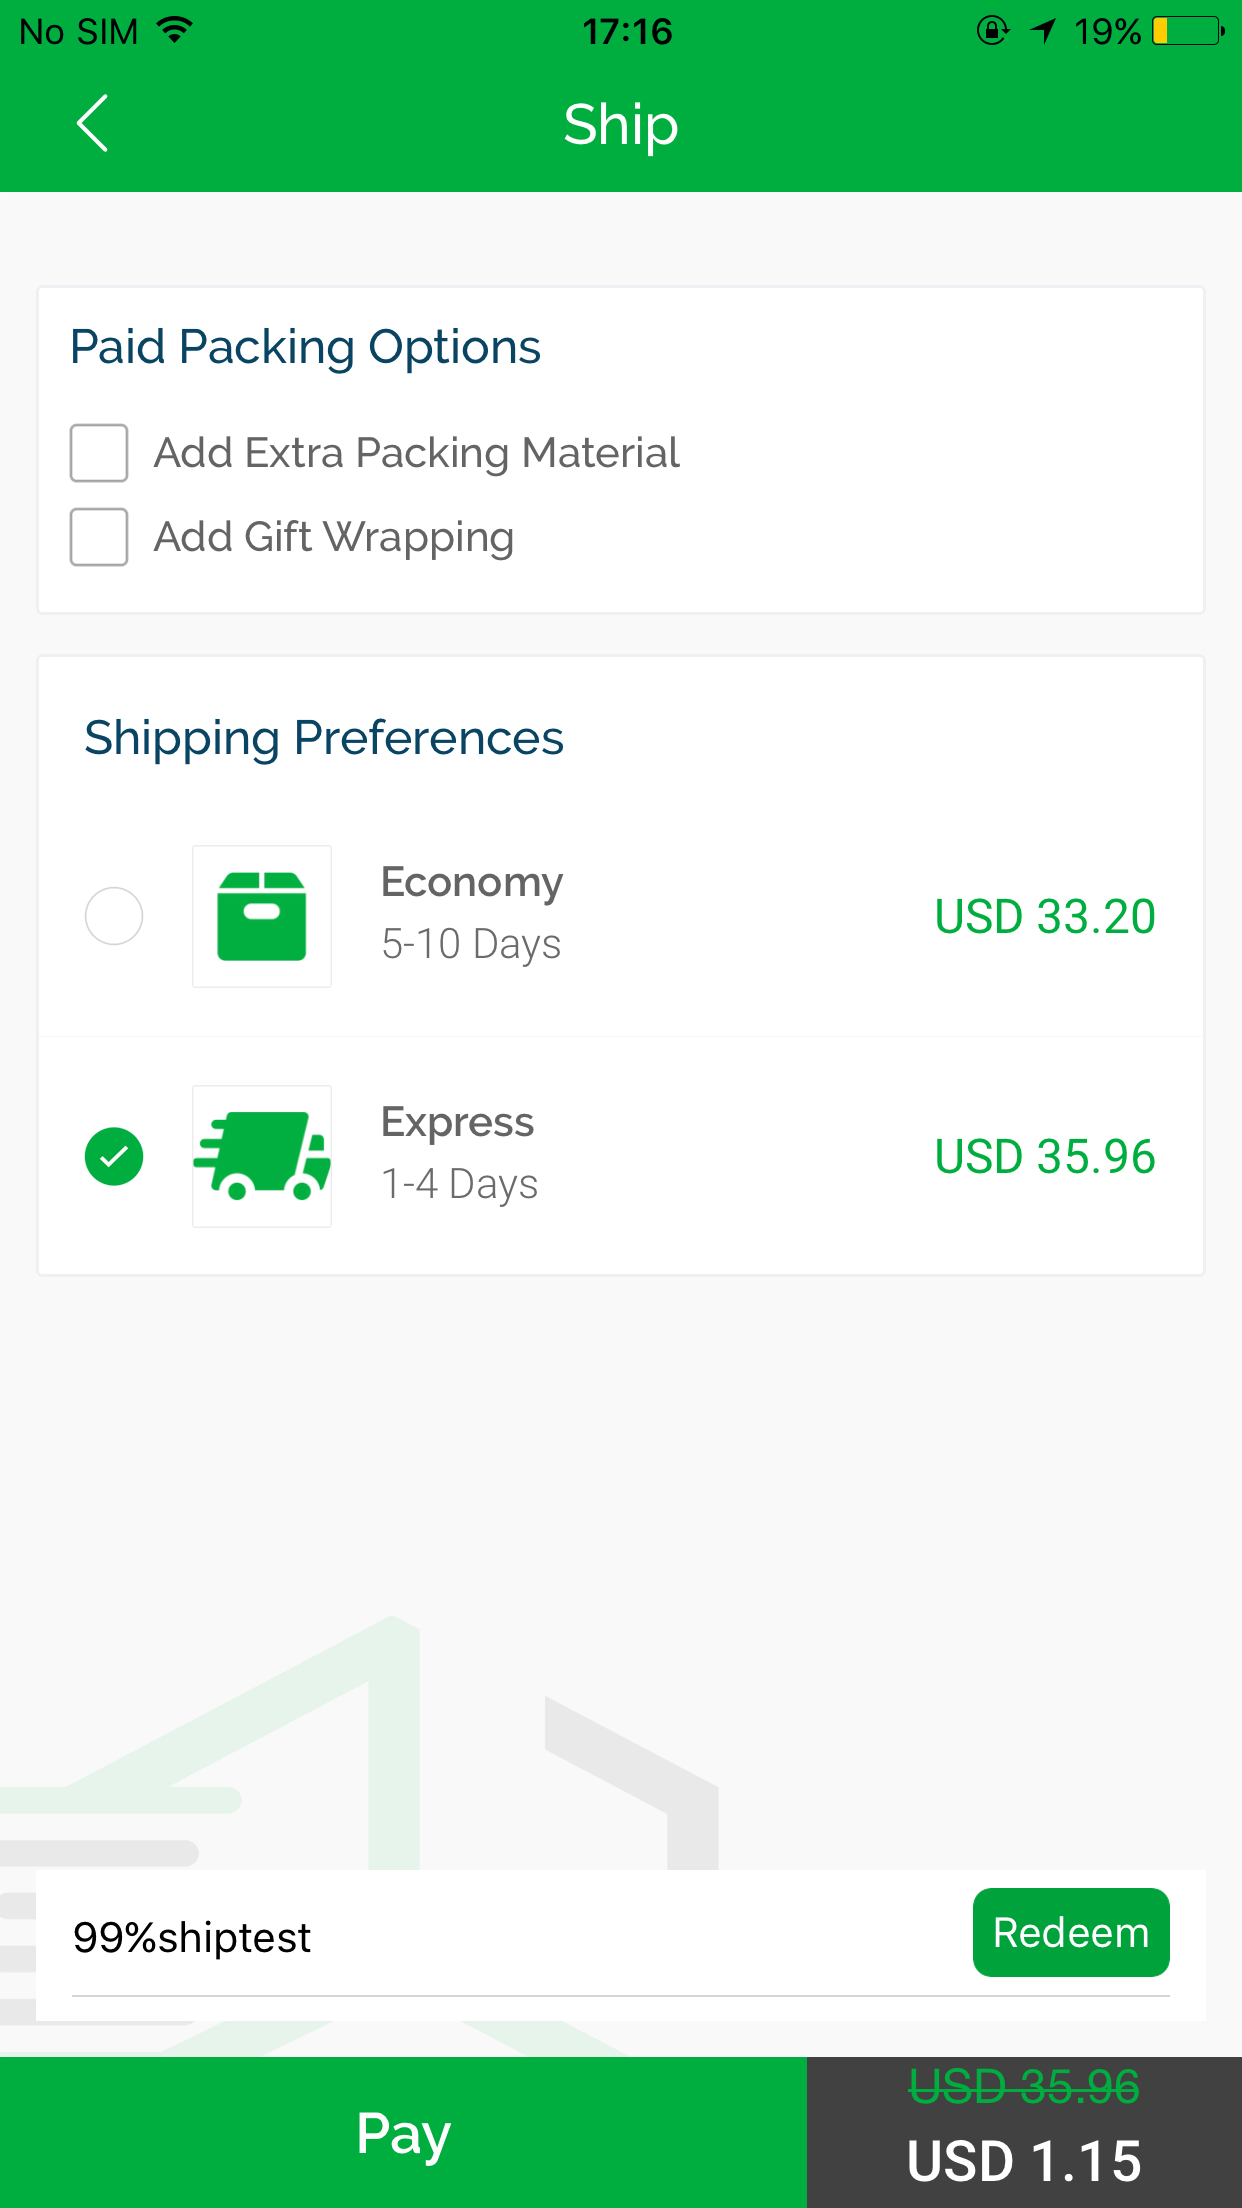 No SIM 17:16 19%
Ship
Paid Packing Options
Add Extra Packing Material
Add Gift Wrapping
Shipping Preferences
Economy
5-10 Days
USD 33.20
Express
1-4 Days
USD 35.96
99%shiptest
Redeem
Pay
USD 35.96
USD 1.15